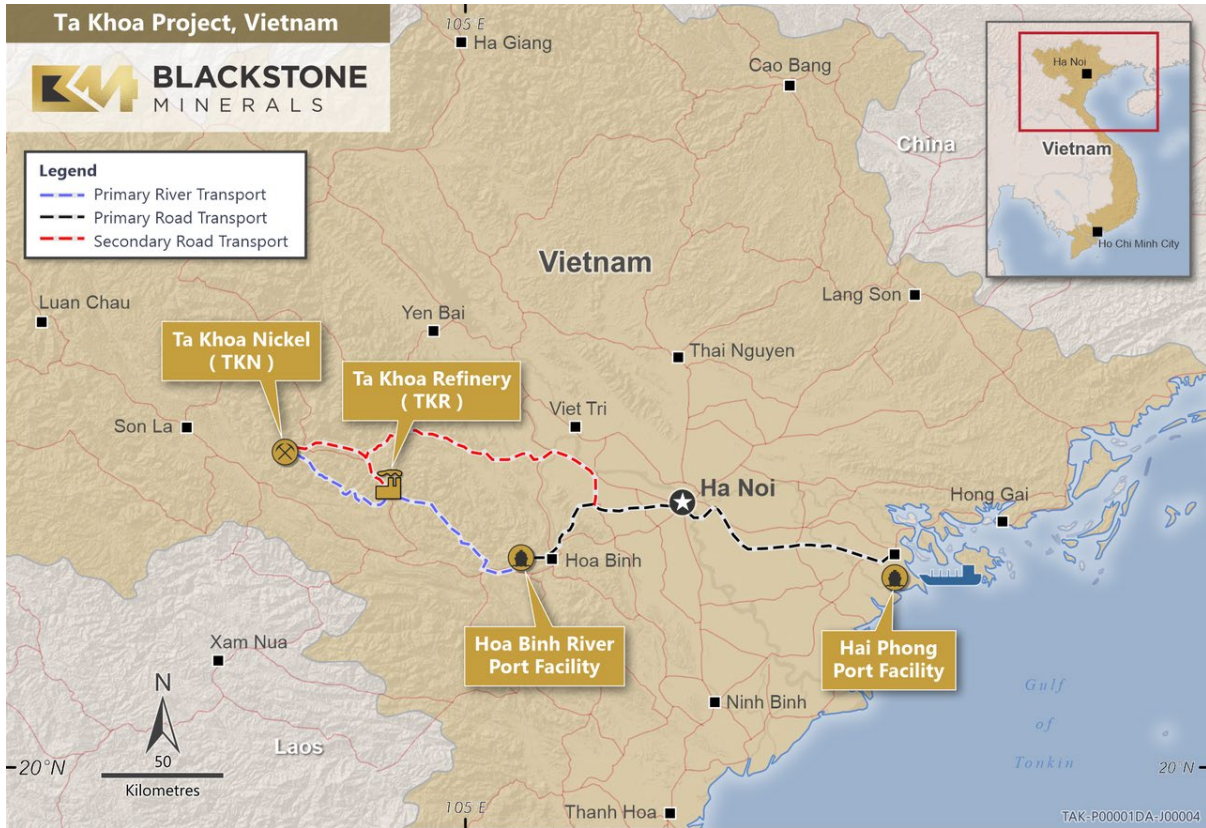 Ta Khoa Project, Vietnam
BLACKSTONE
MINERALS
Legend
Primary River Transport
Primary Road Transport
Secondary Road Transport
105 E
Ha Giang
Cao Bang
China
Ha Noi
Vietnam
Ho Chi Minh City
Vietnam
Luan Chau
Yen Bai
Lang Son
Thai Nguyen
Ta Khoa Nickel
( TKN )
Ta Khoa Refinery
( TKR )
Viet Tri
Son La
Ha Noi
Hong Gai
Hoa Binh
Hoa Binh River
Port Facility
Hai Phong
Port Facility
Xam Nua
N
50
Kilometres
Laos
Ninh Binh
Gulf
of
Tonkin
20°N
20°N
105 E
Thanh Hoa
TAK-P00001DA-J00004